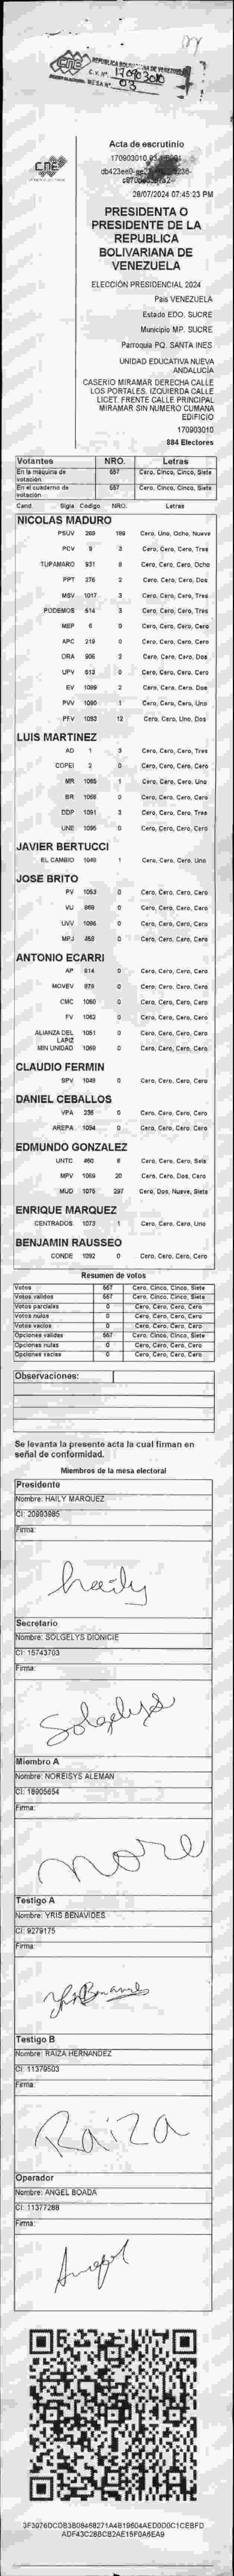 CNE
C.V. Nº 170903010
MESA Nº 03
CNE
Acta de escrutinio
28/07/2024 07:45:23 PM
PRESIDENTA O
PRESIDENTE DE LA
REPUBLICA
BOLIVARIANA DE
VENEZUELA
ELECCIÓN PRESIDENCIAL 2024
País VENEZUELA
Estado EDO. SUCRE
Municipio MP. SUCRE
Parroquia PQ. SANTA INES
UNIDAD EDUCATIVA NUEVA
ANDALUCÍA
CASERIO MIRAMAR DERECHA CALLE
LOS PORTALES. IZQUIERDA CALLE
LICET. FRENTE CALLE PRINCIPAL
MIRAMAR SIN NUMERO CUMANA
EDIFICIO
170903010
884 Electores
Votantes NRO. Letras
En la máquina de votación 557 Cero, Cinco, Cinco, Siete
En el cuaderno de votación 557 Cero, Cinco, Cinco, Siete
Cand. Sigla Código NRO. Letras
NICOLAS MADURO
PSUV 269 189 Cero, Uno, Ocho, Nueve
PCV 9 3 Cero, Cero, Cero, Tres
TUPAMARO 931 8 Cero, Cero, Cero, Ocho
PPT 276 2 Cero, Cero, Cero, Dos
MSV 1017 3 Cero, Cero, Cero, Tres
PODEMOS 514 3 Cero, Cero, Cero, Tres
MEP 6 0 Cero, Cero, Cero, Cero
APC 219 0 Cero, Cero, Cero, Cero
ORA 906 2 Cero, Cero, Cero, Dos
UPV 513 0 Cero, Cero, Cero, Cero
EV 1089 2 Cero, Cero, Cero, Dos
PVV 1090 1 Cero, Cero, Cero, Uno
PFV 1093 12 Cero, Cero, Uno, Dos
LUIS MARTINEZ
AD 1 3 Cero, Cero, Cero, Tres
COPEI 2 0 Cero, Cero, Cero, Cero
MR 1065 1 Cero, Cero, Cero, Uno
BR 1068 0 Cero, Cero, Cero, Cero
DDP 1091 3 Cero, Cero, Cero, Tres
UNE 1095 0 Cero, Cero, Cero, Cero
JAVIER BERTUCCI
EL CAMBIO 1048 1 Cero, Cero, Cero, Uno
JOSE BRITO
PV 1053 0 Cero, Cero, Cero, Cero
VU 869 0 Cero, Cero, Cero, Cero
UVV 1096 0 Cero, Cero, Cero, Cero
MPJ 458 0 Cero, Cero, Cero, Cero
ANTONIO ECARRI
AP 914 0 Cero, Cero, Cero, Cero
MOVEV 978 0 Cero, Cero, Cero, Cero
CMC 1060 0 Cero, Cero, Cero, Cero
FV 1062 0 Cero, Cero, Cero, Cero
ALIANZA DEL LAPIZ 1051 0 Cero, Cero, Cero, Cero
MIN UNIDAD 1069 0 Cero, Cero, Cero, Cero
CLAUDIO FERMIN
SPV 1049 0 Cero, Cero, Cero, Cero
DANIEL CEBALLOS
VPA 236 0 Cero, Cero, Cero, Cero
AREPA 1094 0 Cero, Cero, Cero, Cero
EDMUNDO GONZALEZ
UNTC 460 6 Cero, Cero, Cero, Seis
MPV 1069 20 Cero, Cero, Dos, Cero
MUD 1075 297 Cero, Dos, Nueve, Siete
ENRIQUE MARQUEZ
CENTRADOS 1073 1 Cero, Cero, Cero, Uno
BENJAMIN RAUSSEO
CONDE 1092 0 Cero, Cero, Cero, Cero
Resumen de votos
Votos 557 Cero, Cinco, Cinco, Siete
Votos válidos 557 Cero, Cinco, Cinco, Siete
Votos parciales 0 Cero, Cero, Cero, Cero
Votos nulos 0 Cero, Cero, Cero, Cero
Votos vacíos 0 Cero, Cero, Cero, Cero
Opciones válidas 557 Cero, Cinco, Cinco, Siete
Opciones nulas 0 Cero, Cero, Cero, Cero
Opciones vacías 0 Cero, Cero, Cero, Cero
Observaciones:
Se levanta la presente acta la cual firman en
señal de conformidad.
Miembros de la mesa electoral
Presidente
Nombre: HAILY MARQUEZ
CI: 20993985
Firma:
haily
Secretario
Nombre: SOLGELYS DIONICIE
CI: 15743703
Firma:
Solgelys
Miembro A
Nombre: NOREISYS ALEMAN
CI: 18905654
Firma:
nore
Testigo A
Nombre: YRIS BENAVIDES
CI: 9279175
Firma:
Testigo B
Nombre: RAIZA HERNANDEZ
CI: 11379503
Firma:
Raiza
Operador
Nombre: ANGEL BOADA
CI: 11377288
Firma:
Angel